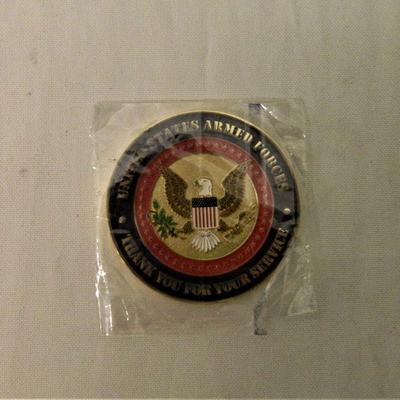 UNITED STATES ARMED FORCES
THANK YOU FOR YOUR SERVICE